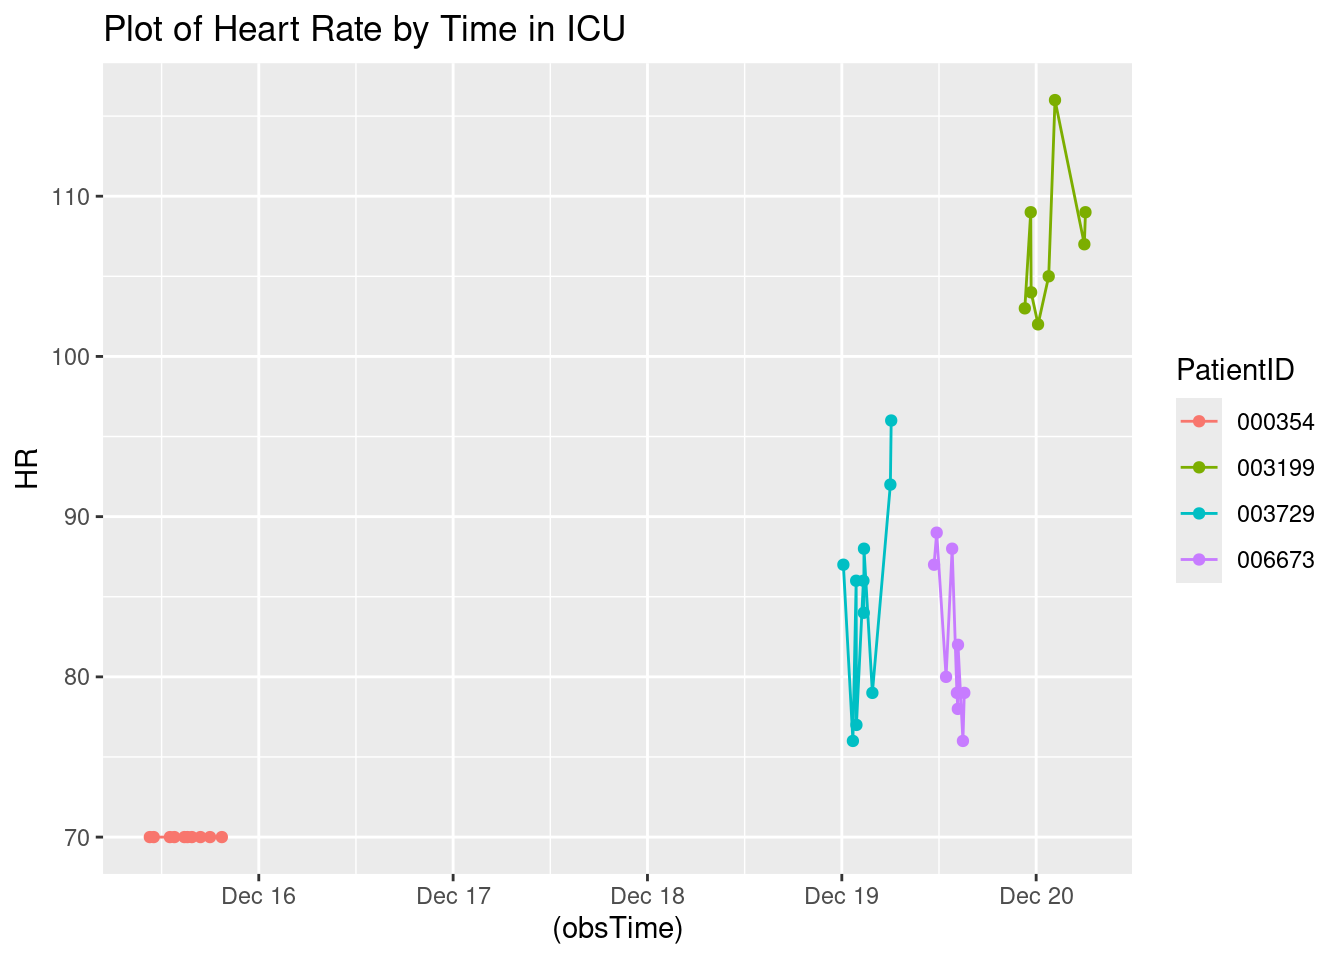 Plot of Heart Rate by Time in ICU
110
100
90
80
70
HR
Dec 16 Dec 17 Dec 18 Dec 19 Dec 20
(obsTime)
PatientID
000354
003199
003729
006673